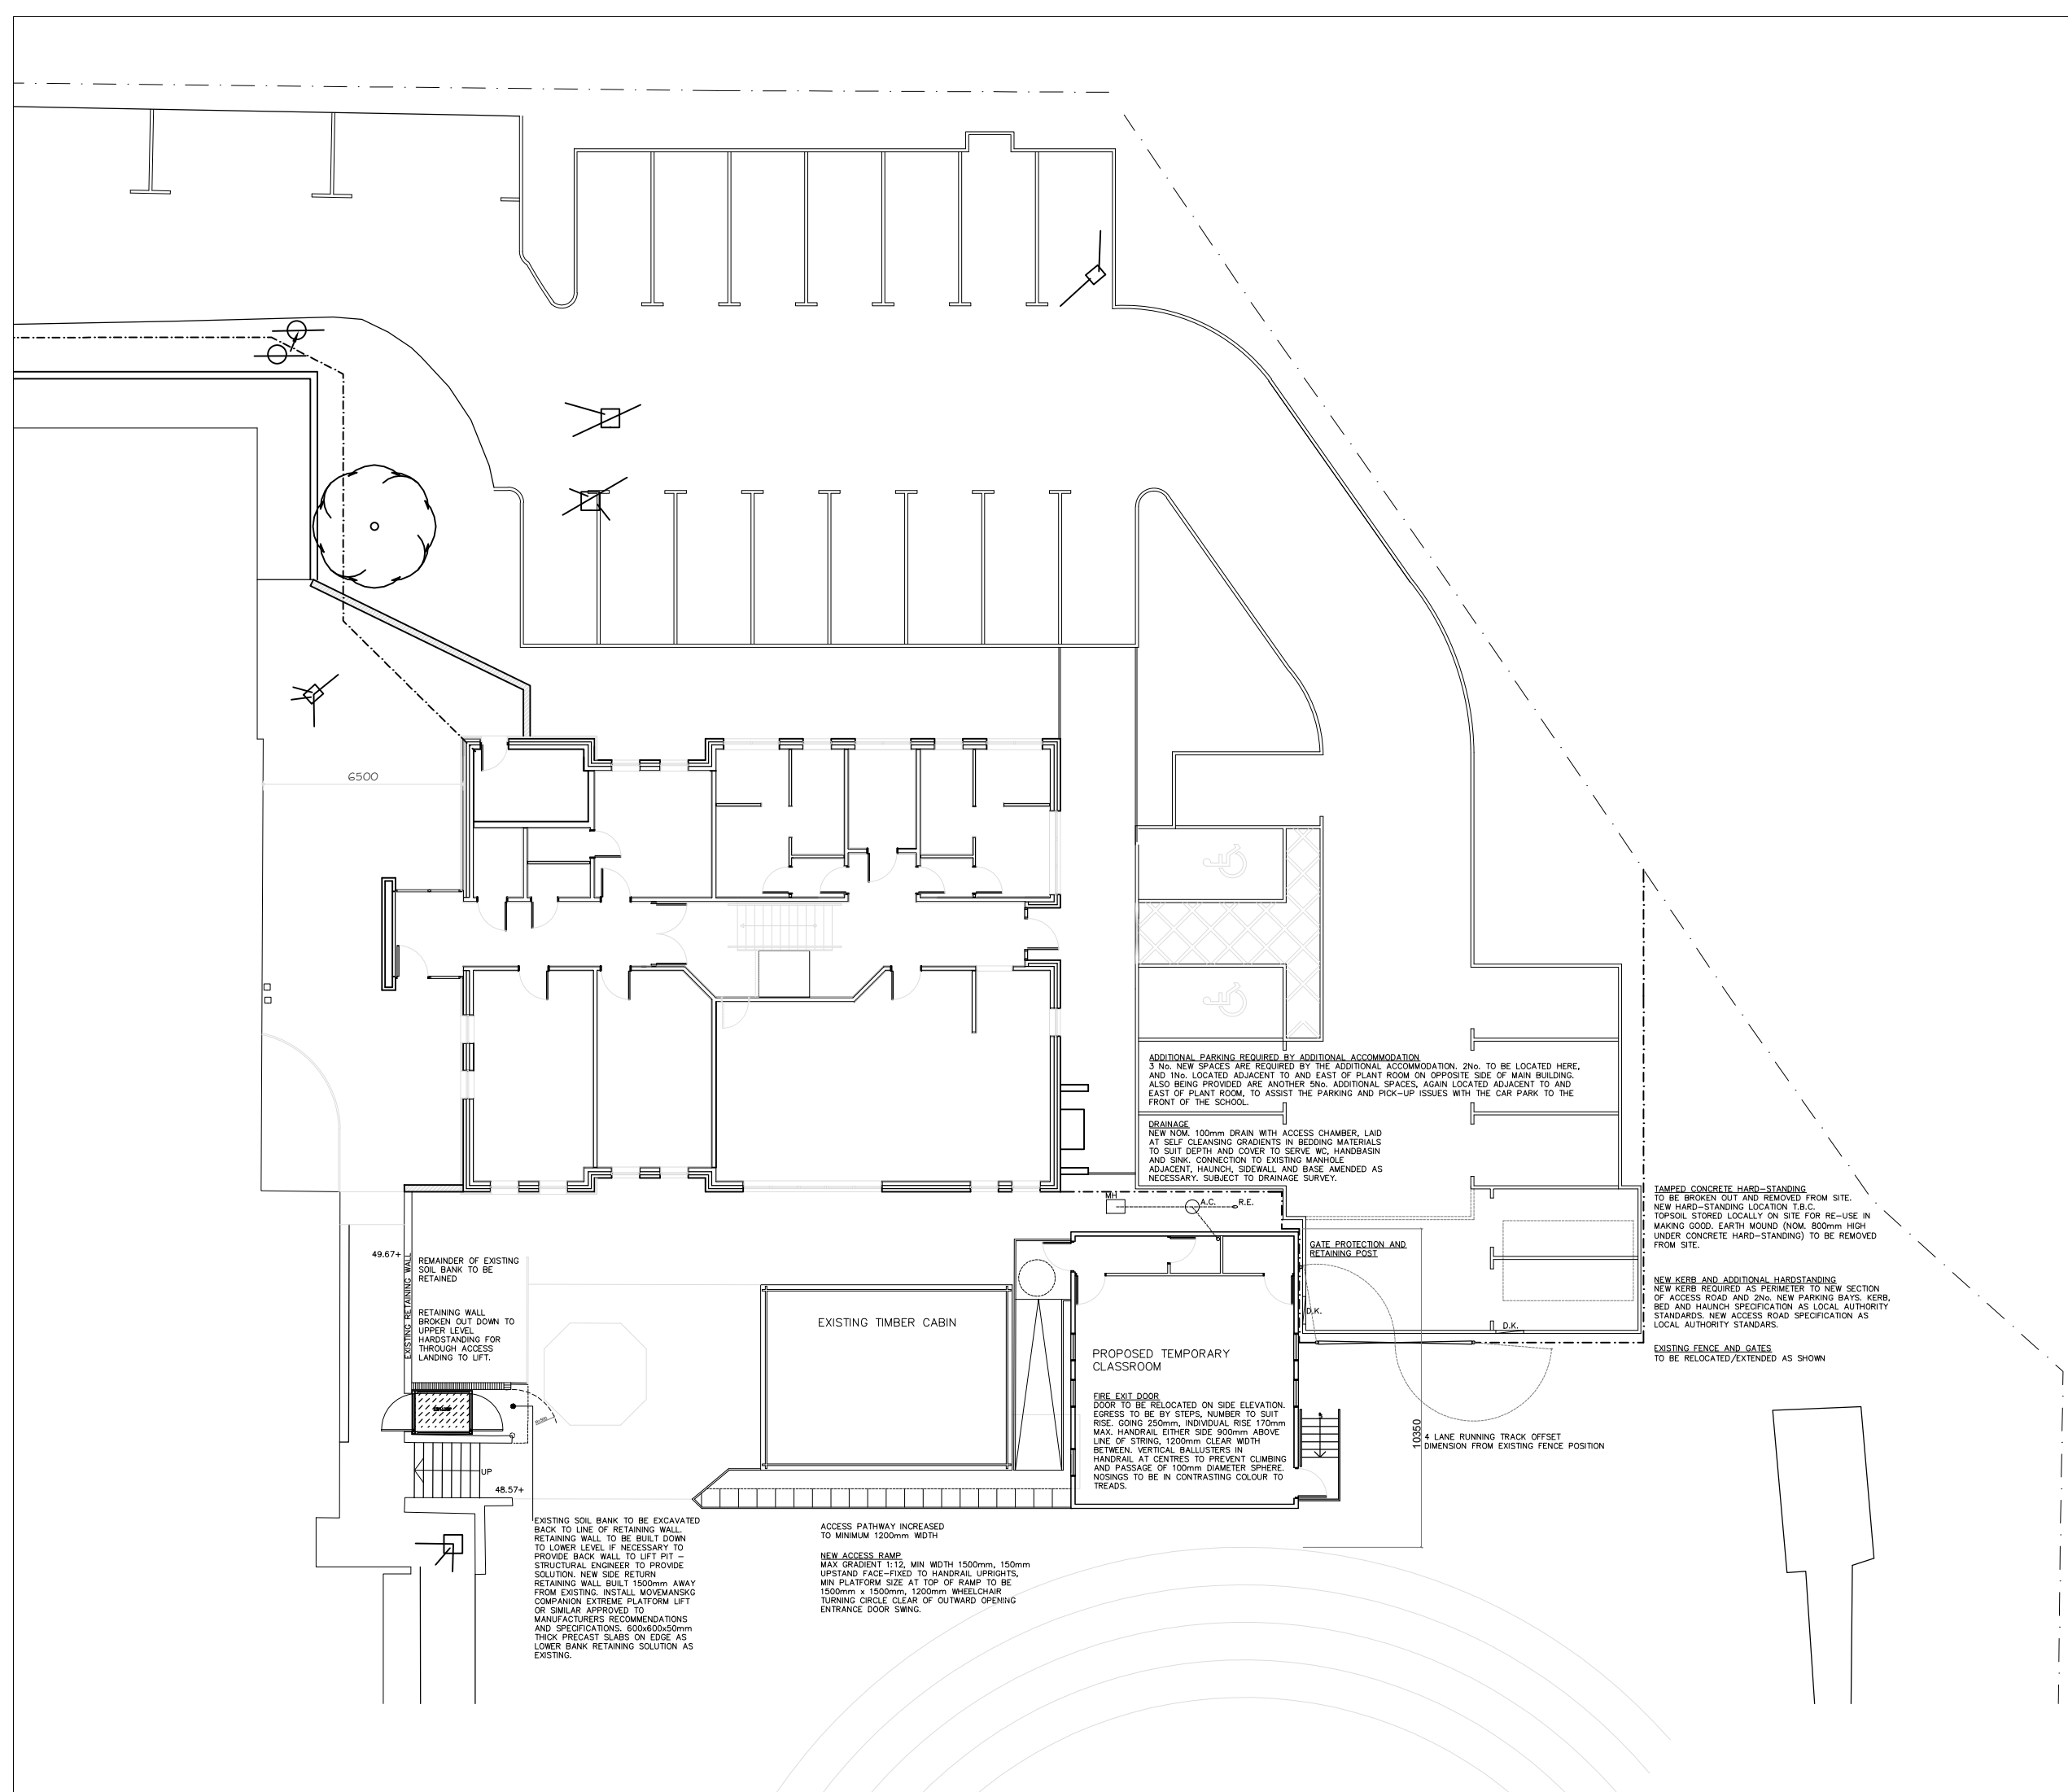 6500
ADDITIONAL PARKING REQUIRED BY ADDITIONAL ACCOMMODATION
3 No. NEW SPACES ARE REQUIRED BY THE ADDITIONAL ACCOMMODATION. 2No. TO BE LOCATED HERE,
AND 1No. LOCATED ADJACENT TO AND EAST OF PLANT ROOM ON OPPOSITE SIDE OF MAIN BUILDING.
ALSO BEING PROVIDED ARE ANOTHER 5No. ADDITIONAL SPACES, AGAIN LOCATED ADJACENT TO AND
EAST OF PLANT ROOM, TO ASSIST THE PARKING AND PICK-UP ISSUES WITH THE CAR PARK TO THE
FRONT OF THE SCHOOL.
DRAINAGE
NEW NOM. 100mm DRAIN WITH ACCESS CHAMBER, LAID
AT SELF CLEANSING GRADIENTS IN BEDDING MATERIALS
TO SUIT DEPTH AND COVER TO SERVE WC, HANDBASIN
AND SINK. CONNECTION TO EXISTING MANHOLE
ADJACENT, HAUNCH, SIDEWALL AND BASE AMENDED AS
NECESSARY. SUBJECT TO DRAINAGE SURVEY.
MH
A.C.
R.E.
TAMPED CONCRETE HARD-STANDING
TO BE BROKEN OUT AND REMOVED FROM SITE.
NEW HARD-STANDING LOCATION T.B.C.
TOPSOIL STORED LOCALLY ON SITE FOR RE-USE IN
MAKING GOOD. EARTH MOUND (NOM. 800mm HIGH
UNDER CONCRETE HARD-STANDING) TO BE REMOVED
FROM SITE.
GATE PROTECTION AND
RETAINING POST
NEW KERB AND ADDITIONAL HARDSTANDING
NEW KERB REQUIRED AS PERIMETER TO NEW SECTION
OF ACCESS ROAD AND 2No. NEW PARKING BAYS. KERB,
BED AND HAUNCH SPECIFICATION AS LOCAL AUTHORITY
STANDARDS. NEW ACCESS ROAD SPECIFICATION AS
LOCAL AUTHORITY STANDARS.
D.K.
D.K.
EXISTING FENCE AND GATES
TO BE RELOCATED/EXTENDED AS SHOWN
49.67+
EXISTING RETAINING WALL
REMAINDER OF EXISTING
SOIL BANK TO BE
RETAINED
RETAINING WALL
BROKEN OUT DOWN TO
UPPER LEVEL
HARDSTANDING FOR
THROUGH ACCESS
LANDING TO LIFT.
EXISTING TIMBER CABIN
PROPOSED TEMPORARY
CLASSROOM
FIRE EXIT DOOR
DOOR TO BE RELOCATED ON SIDE ELEVATION.
EGRESS TO BE BY STEPS, NUMBER TO SUIT
RISE. GOING 250mm, INDIVIDUAL RISE 170mm
MAX. HANDRAIL EITHER SIDE 900mm ABOVE
LINE OF STRING, 1200mm CLEAR WIDTH
BETWEEN. VERTICAL BALLUSTERS IN
HANDRAIL AT CENTRES TO PREVENT CLIMBING
AND PASSAGE OF 100mm DIAMETER SPHERE.
NOSINGS TO BE IN CONTRASTING COLOUR TO
TREADS.
10350
4 LANE RUNNING TRACK OFFSET
DIMENSION FROM EXISTING FENCE POSITION
UP
48.57+
EXISTING SOIL BANK TO BE EXCAVATED
BACK TO LINE OF RETAINING WALL.
RETAINING WALL TO BE BUILT DOWN
TO LOWER LEVEL IF NECESSARY TO
PROVIDE BACK WALL TO LIFT PIT –
STRUCTURAL ENGINEER TO PROVIDE
SOLUTION. NEW SIDE RETURN
RETAINING WALL BUILT 1500mm AWAY
FROM EXISTING. INSTALL MOVEMANSKG
COMPANION EXTREME PLATFORM LIFT
OR SIMILAR APPROVED TO
MANUFACTURERS RECOMMENDATIONS
AND SPECIFICATIONS. 600x600x50mm
THICK PRECAST SLABS ON EDGE AS
LOWER BANK RETAINING SOLUTION AS
EXISTING.
ACCESS PATHWAY INCREASED
TO MINIMUM 1200mm WIDTH
NEW ACCESS RAMP
MAX GRADIENT 1:12, MIN WIDTH 1500mm, 150mm
UPSTAND FACE-FIXED TO HANDRAIL UPRIGHTS,
MIN PLATFORM SIZE AT TOP OF RAMP TO BE
1500mm x 1500mm, 1200mm WHEELCHAIR
TURNING CIRCLE CLEAR OF OUTWARD OPENING
ENTRANCE DOOR SWING.